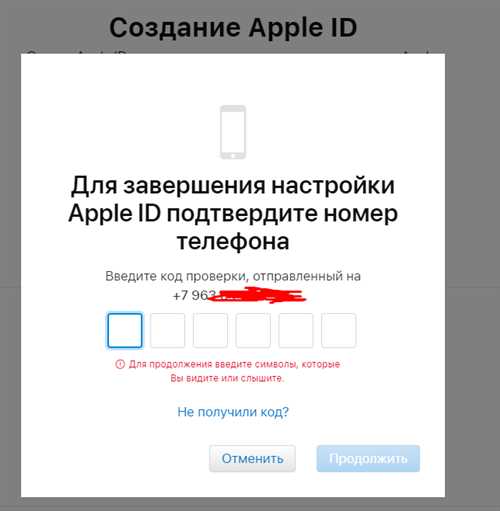 Создание Apple ID
Для завершения настройки
Apple ID подтвердите номер
телефона
Введите код проверки, отправленный на
+7 963
Для продолжения введите символы, которые
Вы видите или слышите.
Не получили код?
Отменить
Продолжить